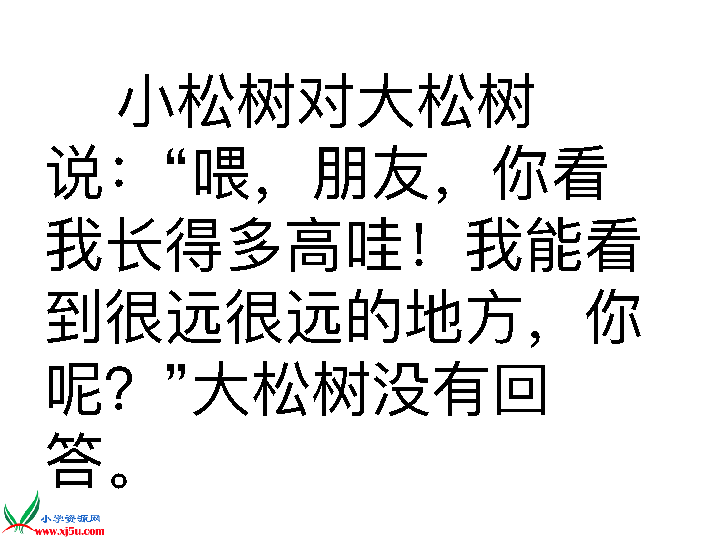 小松树对大松树
说：“喂，朋友，你看
我长得多高哇！我能看
到很远很远的地方，你
呢？”大松树没有回
答。
小学资源网
www.xj5u.com